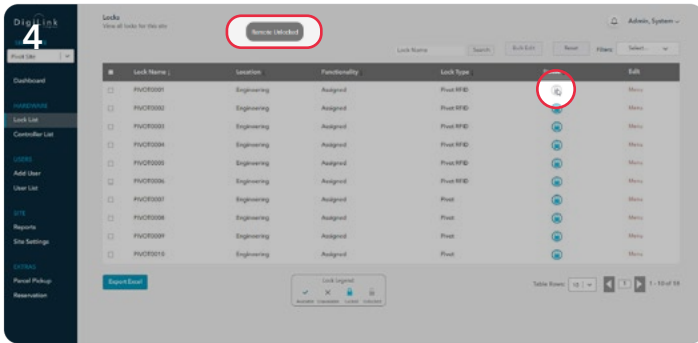 DigiLink
4
Pivot Site
Dashboard
HARDWARE
Lock List
Controller List
USERS
Add User
User List
SITE
Reports
Site Settings
EXTRAS
Parcel Pickup
Reservation
Locks
View all locks for this site
Remote Unlocked
Admin, System
Lock Name Search Bulk Edit Reset Filters Select...
Lock Name Location Functionality Lock Type Edit
PIVOT0001 Engineering Assigned Pivot RFID Menu
PIVOT0002 Engineering Assigned Pivot RFID Menu
PIVOT0003 Engineering Assigned Pivot RFID Menu
PIVOT0004 Engineering Assigned Pivot RFID Menu
PIVOT0005 Engineering Assigned Pivot RFID Menu
PIVOT0006 Engineering Assigned Pivot RFID Menu
PIVOT0007 Engineering Assigned Pivot Menu
PIVOT0008 Engineering Assigned Pivot Menu
PIVOT0009 Engineering Assigned Pivot Menu
PIVOT0010 Engineering Assigned Pivot Menu
Export Excel
Lock Legend
Available Locked Unlocked
Table Rows: 10 1 1 - 10 of 10